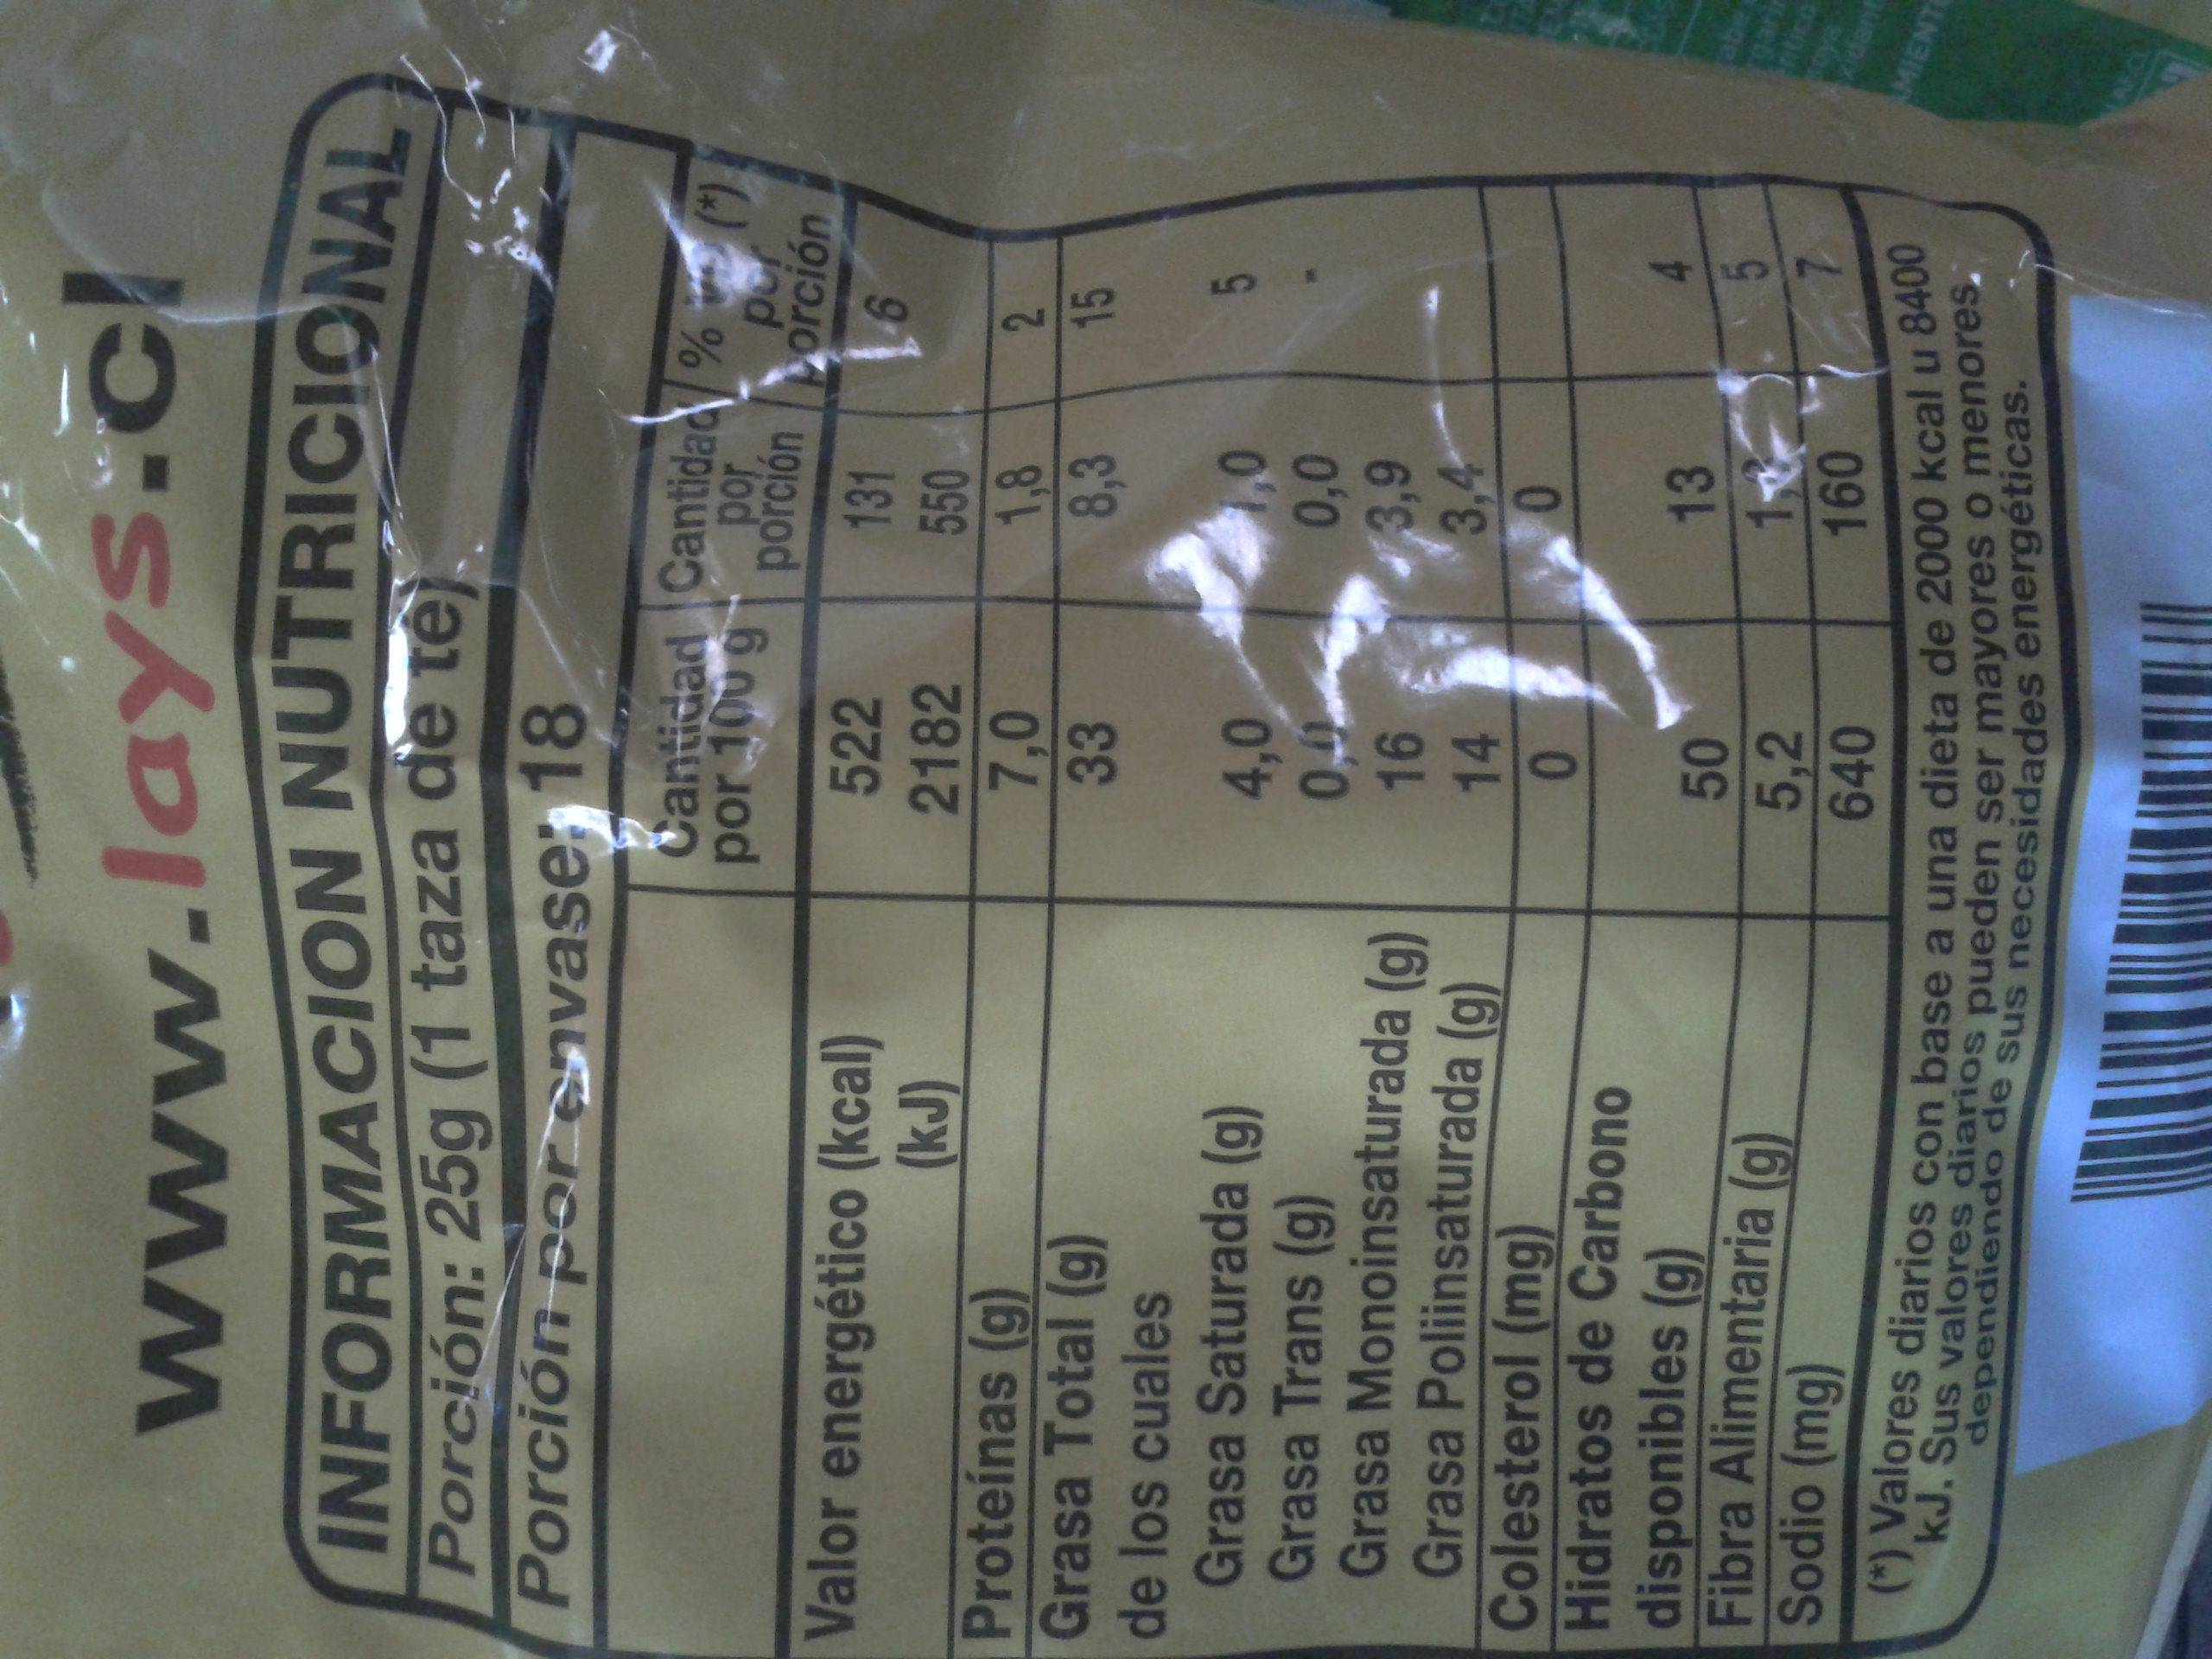 www.lays.cl
INFORMACION NUTRICIONAL
Porción: 25g (1 taza de té)
Porción por envase: 18
Cantidad por 100 g Cantidad por porción % (*) por porción
Valor energético (kcal) 522 131 6
(kJ) 2182 550
Proteínas (g) 7,0 1,8 2
Grasa Total (g) 33 8,3 15
de los cuales
Grasa Saturada (g) 4,0 1,0 5
Grasa Trans (g) 0,0 0,0 -
Grasa Monoinsaturada (g) 16 3,9
Grasa Poliinsaturada (g) 14 3,4
Colesterol (mg) 0 0
Hidratos de Carbono
disponibles (g) 50 13 4
Fibra Alimentaria (g) 5,2 5
Sodio (mg) 640 160 7
(*) Valores diarios con base a una dieta de 2000 kcal u 8400
kJ. Sus valores diarios pueden ser mayores o menores,
dependiendo de sus necesidades energéticas.